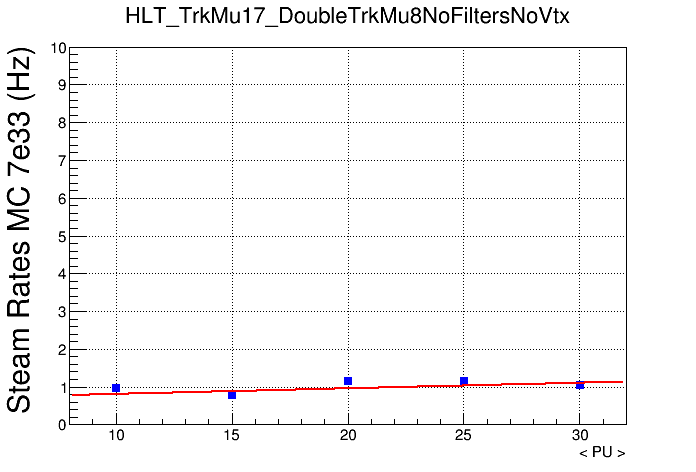 HLT_TrkMu17_DoubleTrkMu8NoFiltersNoVtx
Steam Rates MC 7e33 (Hz)
10
9
8
7
6
5
4
3
2
1
0
10 15 20 25 30
< PU >